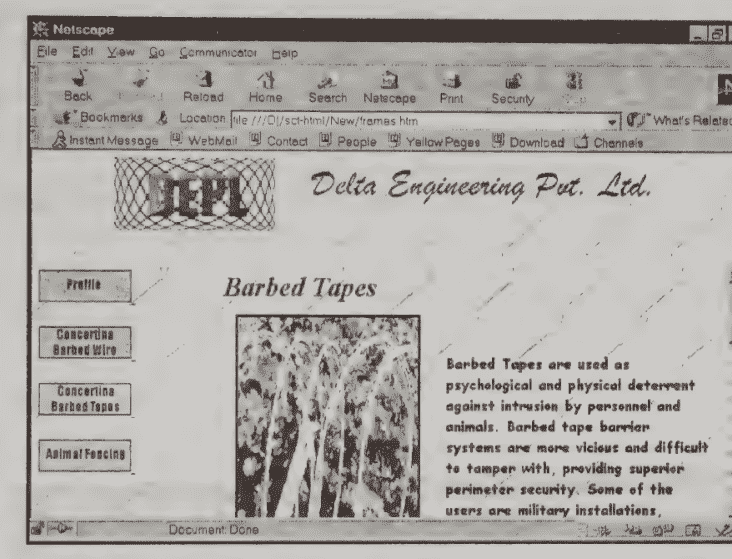 Netscape
File Edit View Go Communicator Help
Back Reload Home Search Netscape Print Security Stop
Bookmarks Location file:///D|/sct-html/New/frames.htm What's Related
Instant Message WebMail Contact People Yellow Pages Download Channels
DEPL
Delta Engineering Pvt. Ltd.
Profile
Concertina
Barbed Wire
Concertina
Barbed Tapes
Animal Fencing
Barbed Tapes
Barbed Tapes are used as
psychological and physical deterrent
against intrusion by personnel and
animals. Barbed tape barrier
systems are more vicious and difficult
to tamper with, providing superior
perimeter security. Some of the
users are military installations,
Document: Done